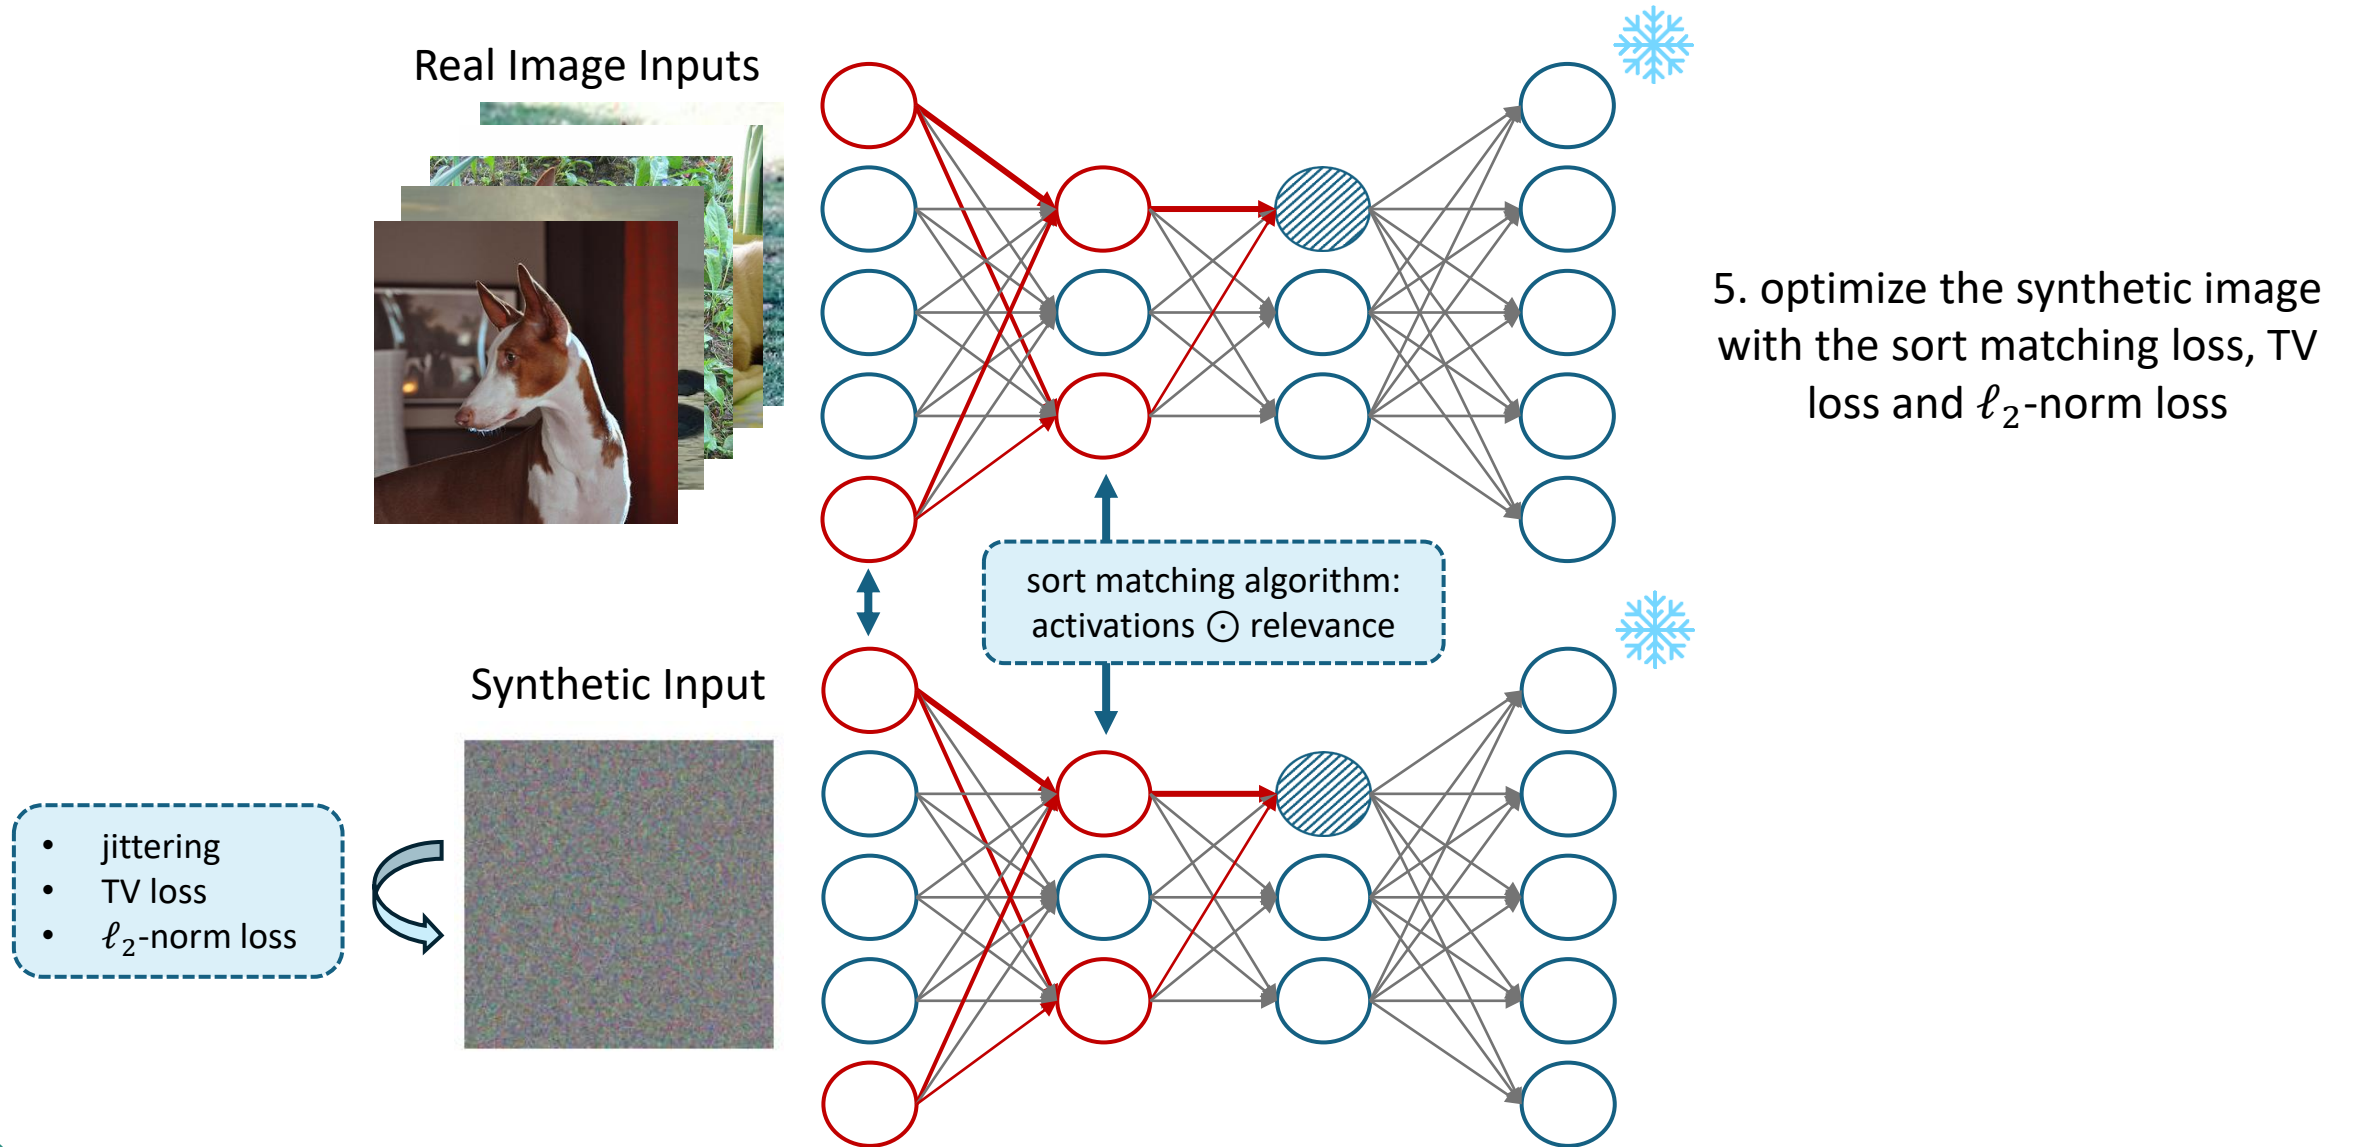 Real Image Inputs
5. optimize the synthetic image
with the sort matching loss, TV
loss and ℓ₂-norm loss
sort matching algorithm:
activations ⊙ relevance
Synthetic Input
• jittering
• TV loss
• ℓ₂-norm loss